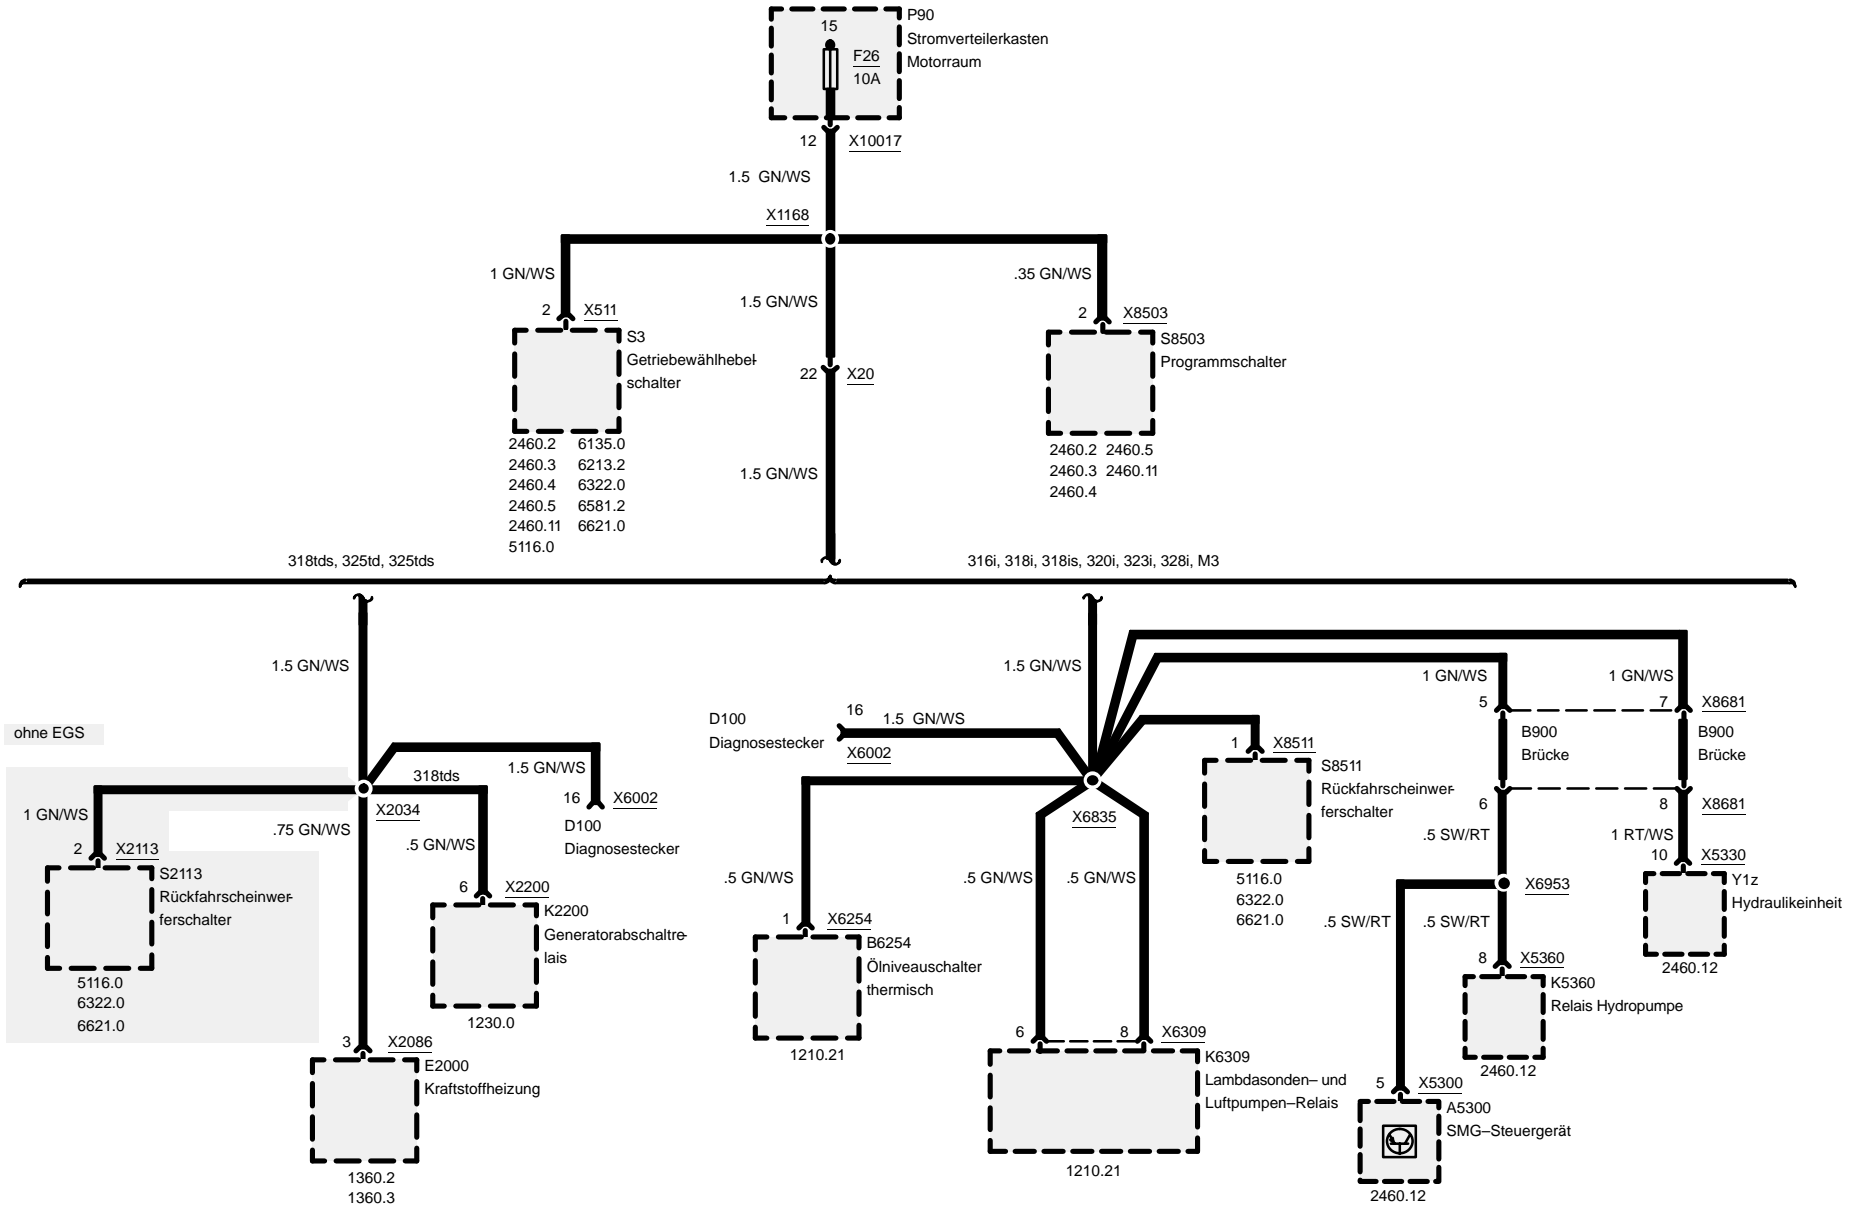 P90
15
Stromverteilerkasten
F26
Motorraum
10A
12 X10017
1.5 GN/WS
X1168
1 GN/WS
1.5 GN/WS
.35 GN/WS
2 X511
2 X8503
S3
Getriebewählhebel-
schalter
S8503
Programmschalter
22 X20
2460.2 6135.0
2460.3 6213.2
2460.4 6322.0
2460.5 6581.2
2460.11 6621.0
5116.0
1.5 GN/WS
2460.2 2460.5
2460.3 2460.11
2460.4
318tds, 325td, 325tds
316i, 318i, 318is, 320i, 323i, 328i, M3
1.5 GN/WS
ohne EGS
1 GN/WS
X2034
318tds
1.5 GN/WS
16 X6002
D100
Diagnosestecker
.75 GN/WS
.5 GN/WS
2 X2113
S2113
Rückfahrscheinwer-
ferschalter
5116.0
6322.0
6621.0
6 X2200
K2200
Generatorabschaltre-
lais
1230.0
3 X2086
E2000
Kraftstoffheizung
1360.2
1360.3
1.5 GN/WS
D100
Diagnosestecker
16
1.5 GN/WS
X6002
X6835
1 X8511
S8511
Rückfahrscheinwer-
ferschalter
5116.0
6322.0
6621.0
.5 GN/WS
.5 GN/WS
.5 GN/WS
1 X6254
B6254
Ölniveauschalter
thermisch
1210.21
6
8 X6309
K6309
Lambdasonden– und
Luftpumpen–Relais
1210.21
1 GN/WS
1 GN/WS
5
7 X8681
B900
Brücke
B900
Brücke
6
8 X8681
.5 SW/RT
1 RT/WS
10 X5330
Y1z
Hydraulikeinheit
2460.12
X6953
.5 SW/RT
.5 SW/RT
8 X5360
K5360
Relais Hydropumpe
2460.12
5 X5300
A5300
SMG–Steuergerät
2460.12